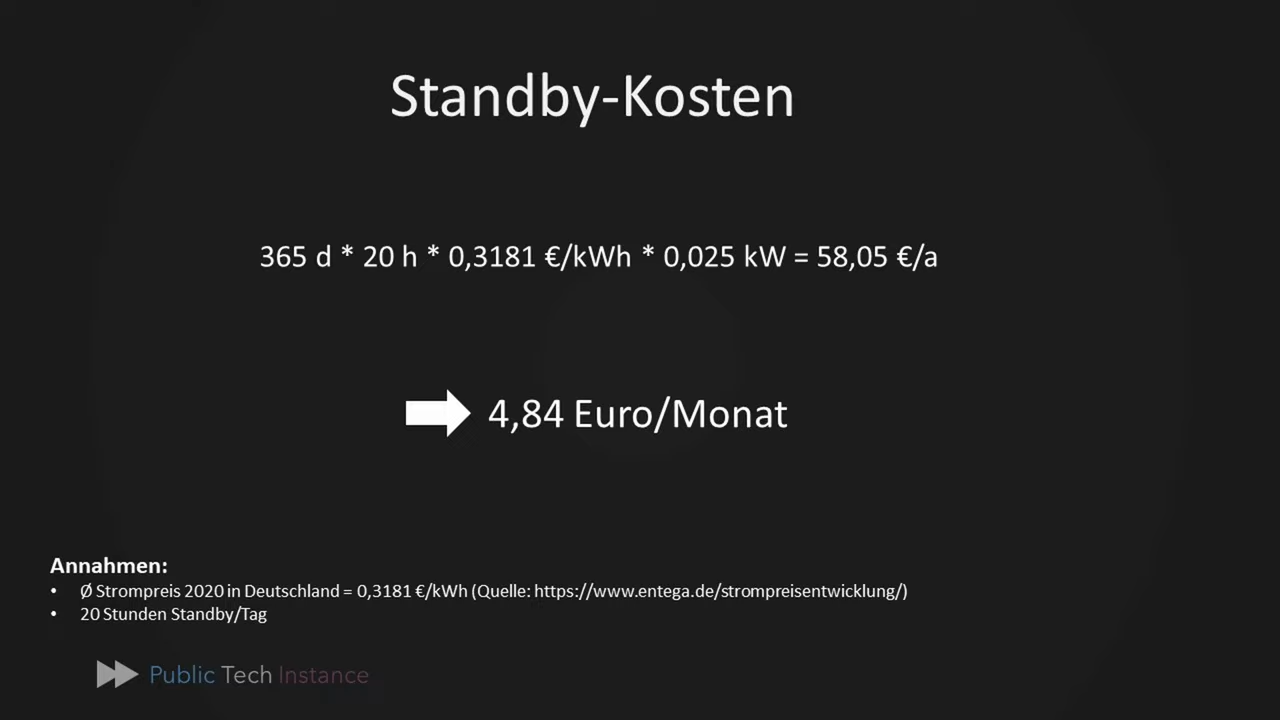 Standby-Kosten
365 d * 20 h * 0,3181 €/kWh * 0,025 kW = 58,05 €/a
4,84 Euro/Monat
Annahmen:
• Ø Strompreis 2020 in Deutschland = 0,3181 €/kWh (Quelle: https://www.entega.de/strompreisentwicklung/)
• 20 Stunden Standby/Tag
Public Tech Instance